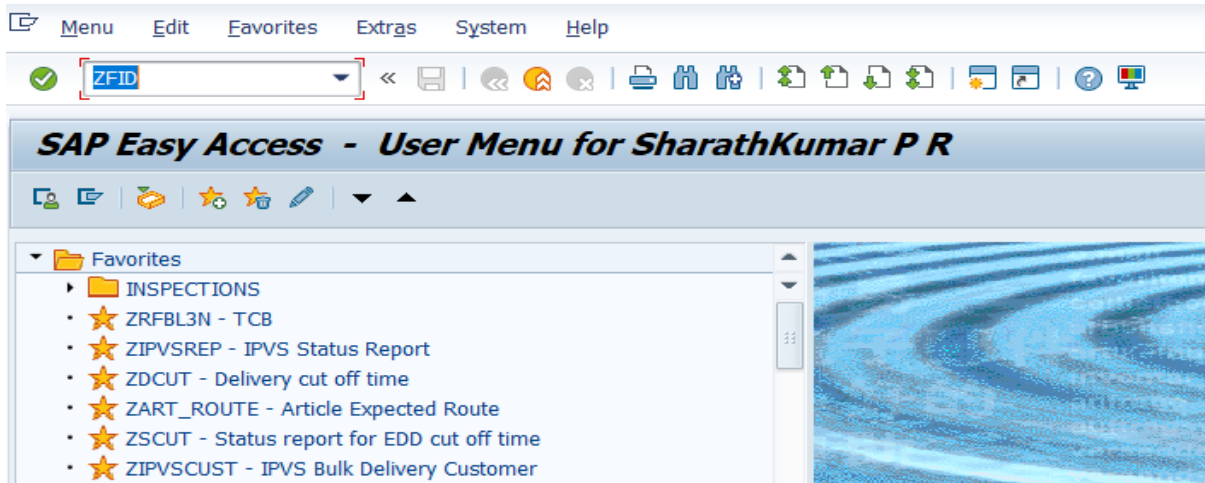 Menu Edit Favorites Extras System Help
ZFID
SAP Easy Access - User Menu for SharathKumar P R
Favorites
INSPECTIONS
ZRFBL3N - TCB
ZIPVSREP - IPVS Status Report
ZDCUT - Delivery cut off time
ZART_ROUTE - Article Expected Route
ZSCUT - Status report for EDD cut off time
ZIPVSCUST - IPVS Bulk Delivery Customer